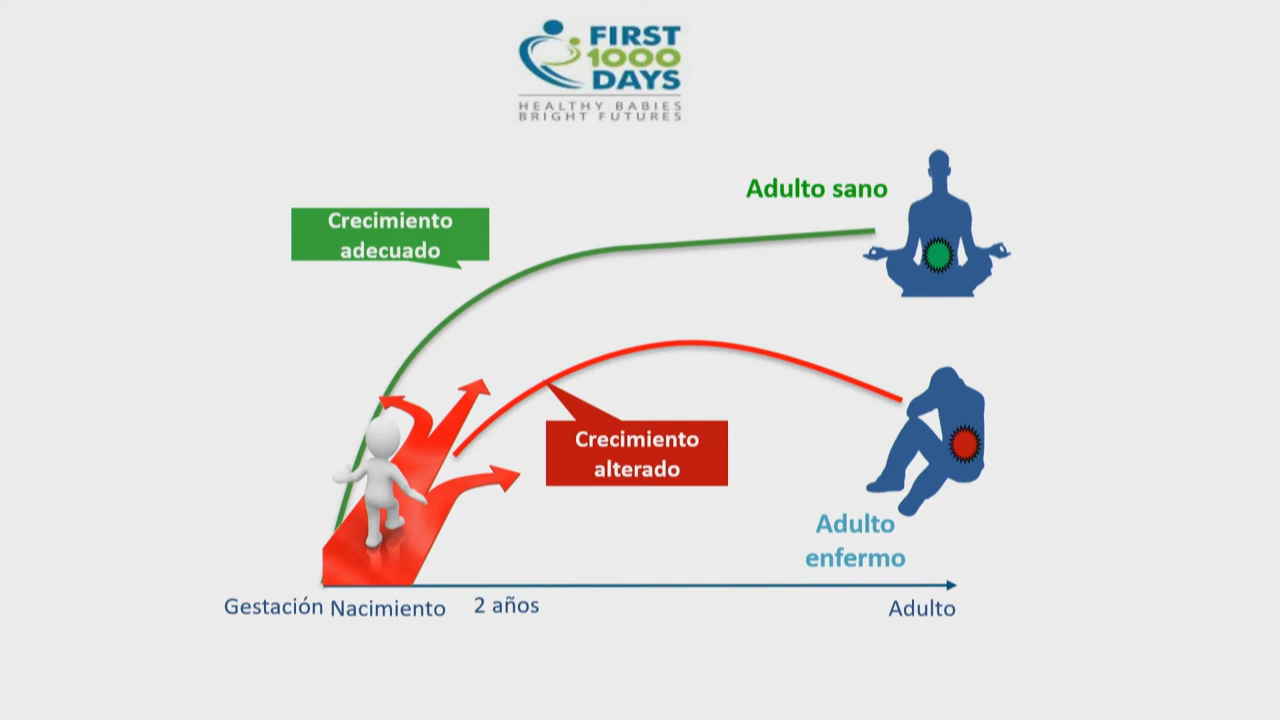 FIRST
1000
DAYS
HEALTHY BABIES
BRIGHT FUTURES
Adulto sano
Crecimiento
adecuado
Crecimiento
alterado
Adulto
enfermo
Gestación Nacimiento 2 años Adulto